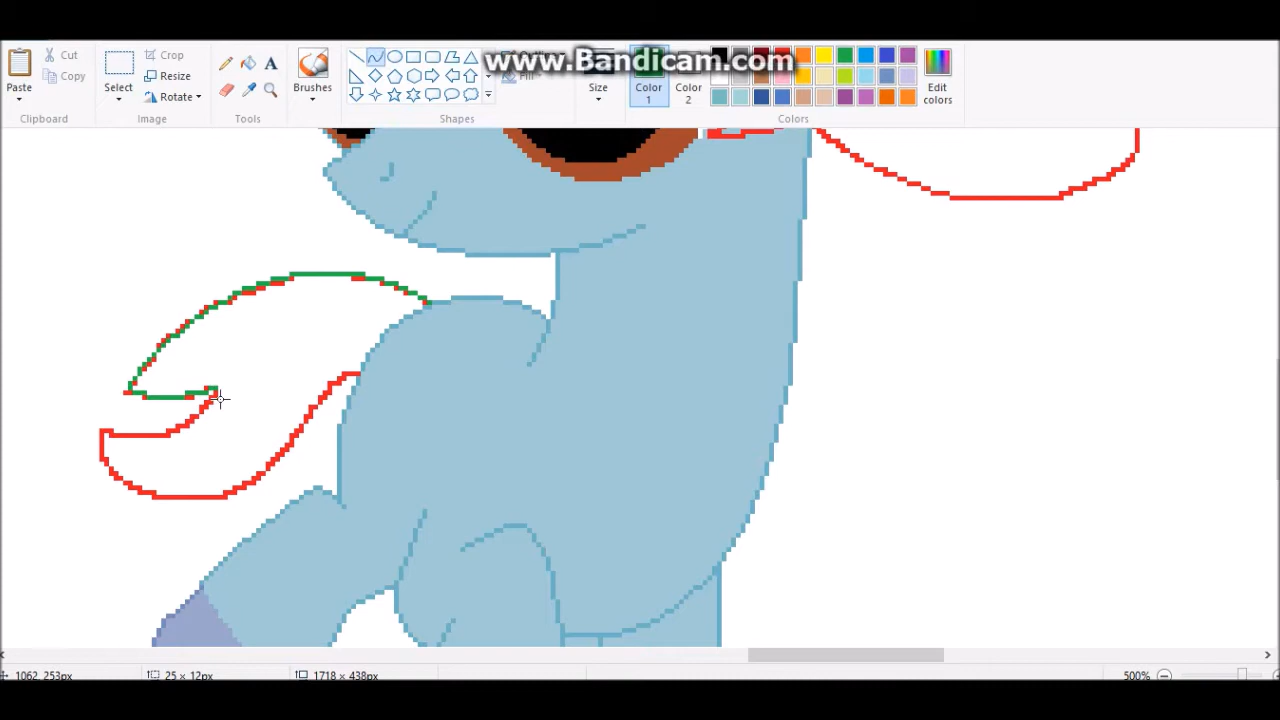 www.Bandicam.com
Cut
Crop
Copy
Resize
Rotate
Paste
Select
Brushes
Fill
Size
Color
1
Color
2
Edit
colors
Clipboard
Image
Tools
Shapes
Colors
1062, 253px
25 × 12px
1718 × 438px
500%